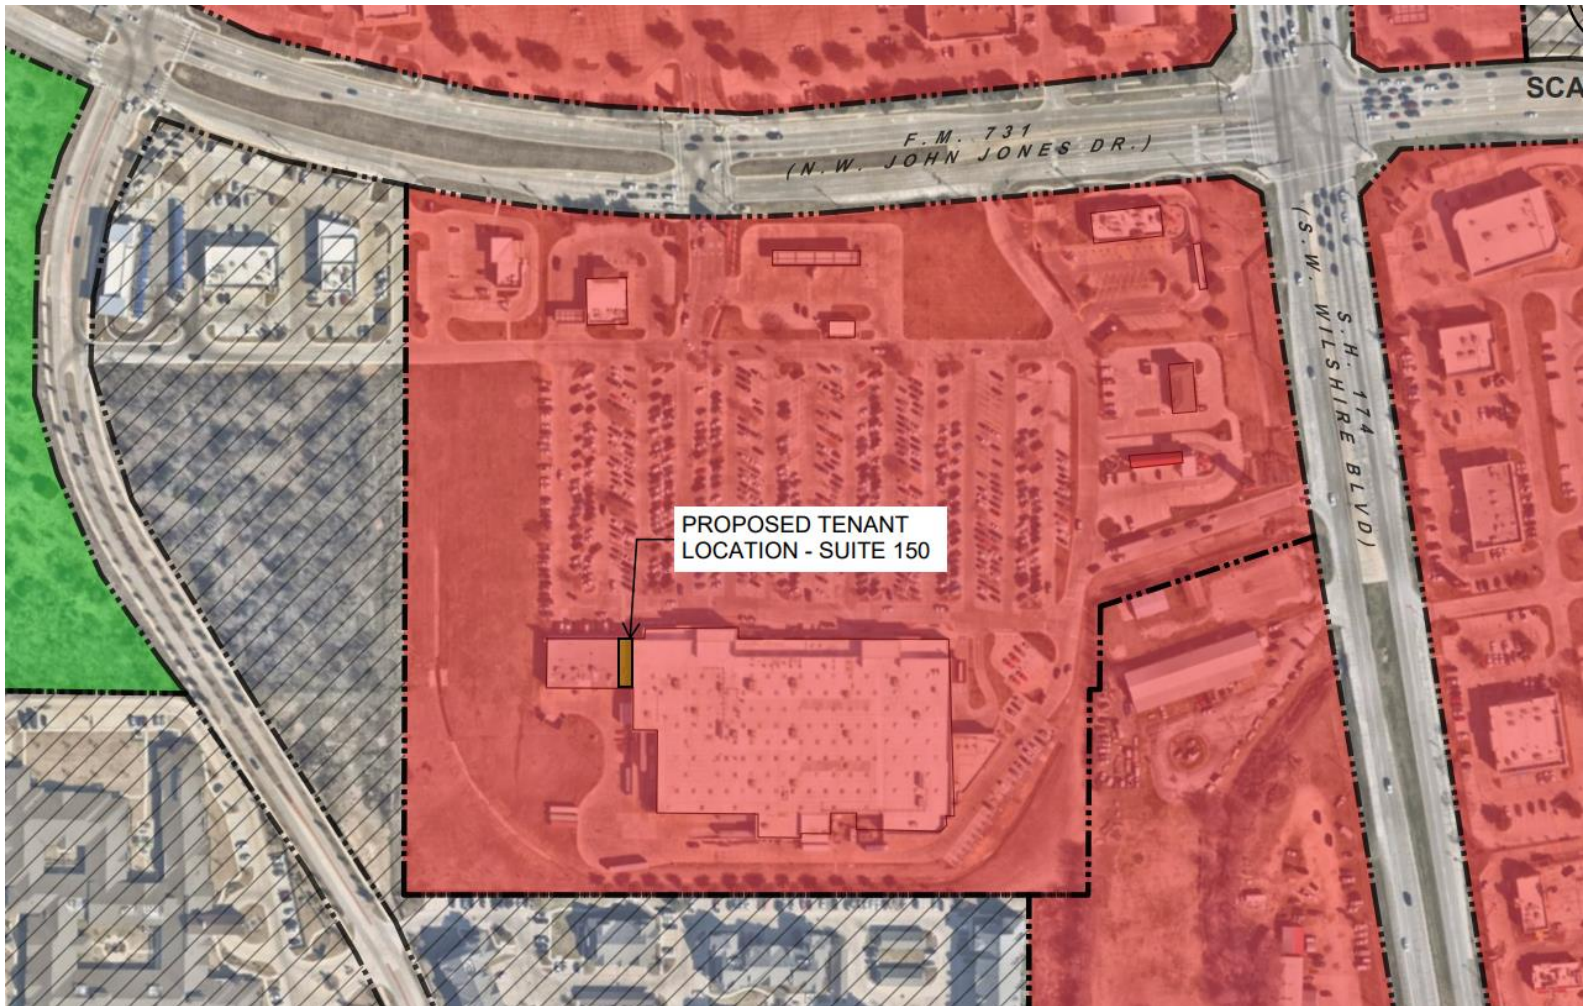 F.M. 731
(N.W. JOHN JONES DR.)
SCA
S.H. 174
(S.W. WILSHIRE BLVD)
PROPOSED TENANT
LOCATION - SUITE 150